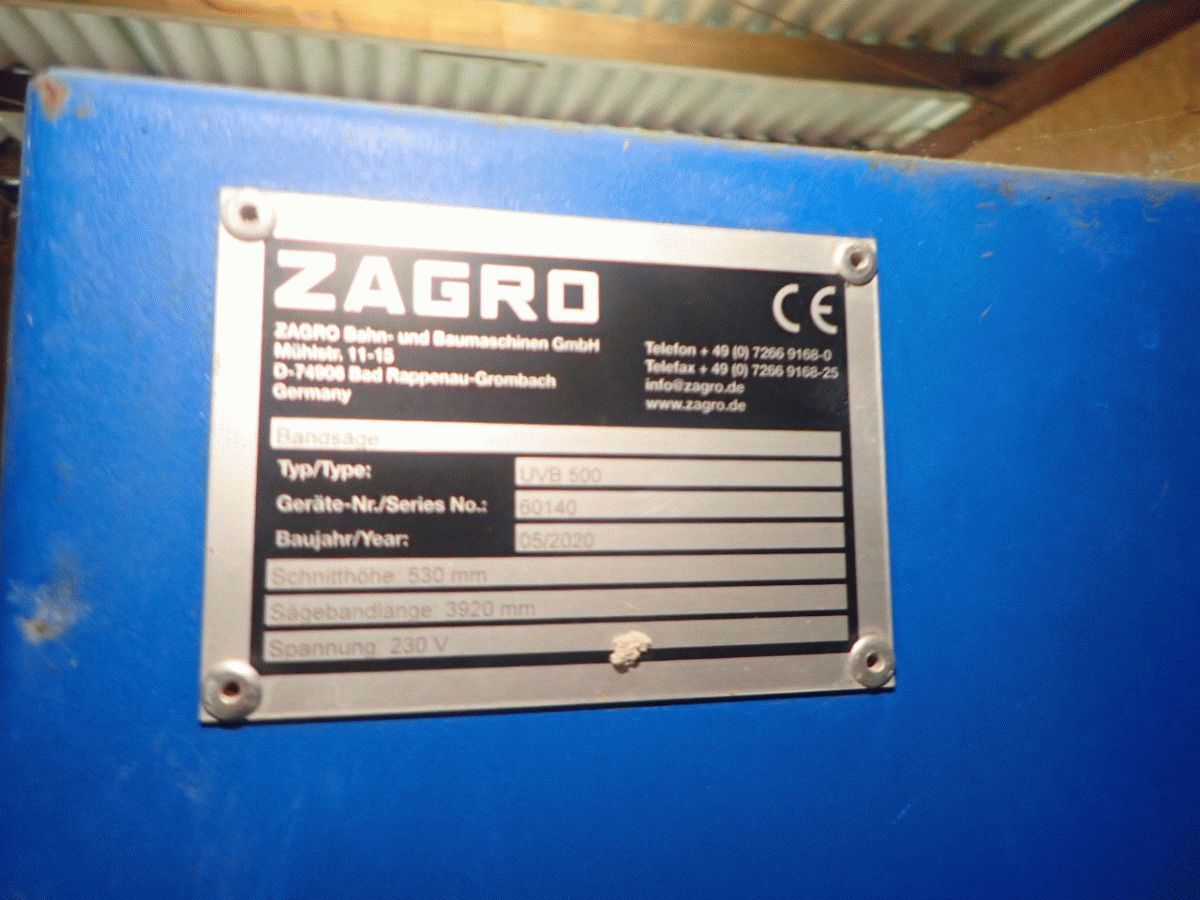 ZAGRO
CE
ZAGRO Bahn- und Baumaschinen GmbH
Mühlstr. 11-15
D-74906 Bad Rappenau-Grombach
Germany
Telefon + 49 (0) 7266 9168-0
Telefax + 49 (0) 7266 9168-25
info@zagro.de
www.zagro.de
Bandsäge
Typ/Type: UVB 500
Geräte-Nr./Series No.: 60140
Baujahr/Year: 05/2020
Schnitthöhe: 530 mm
Sägebandlänge: 3920 mm
Spannung: 230 V